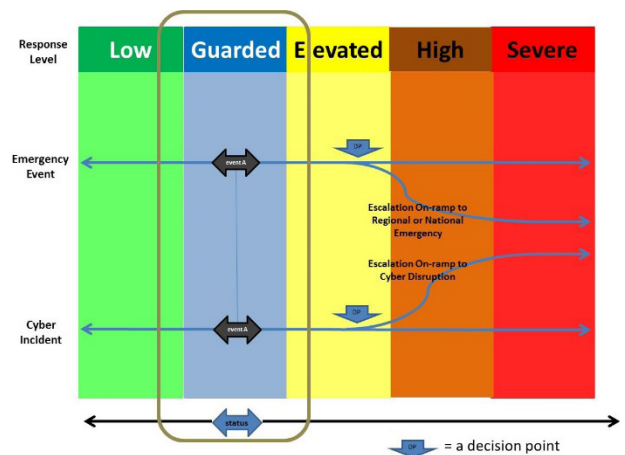 Response
Level
Low
Guarded
Elevated
High
Severe
Emergency
Event
event A
DP
Escalation On-ramp to
Regional or National
Emergency
Escalation On-ramp to
Cyber Disruption
Cyber
Incident
event A
DP
status
DP = a decision point